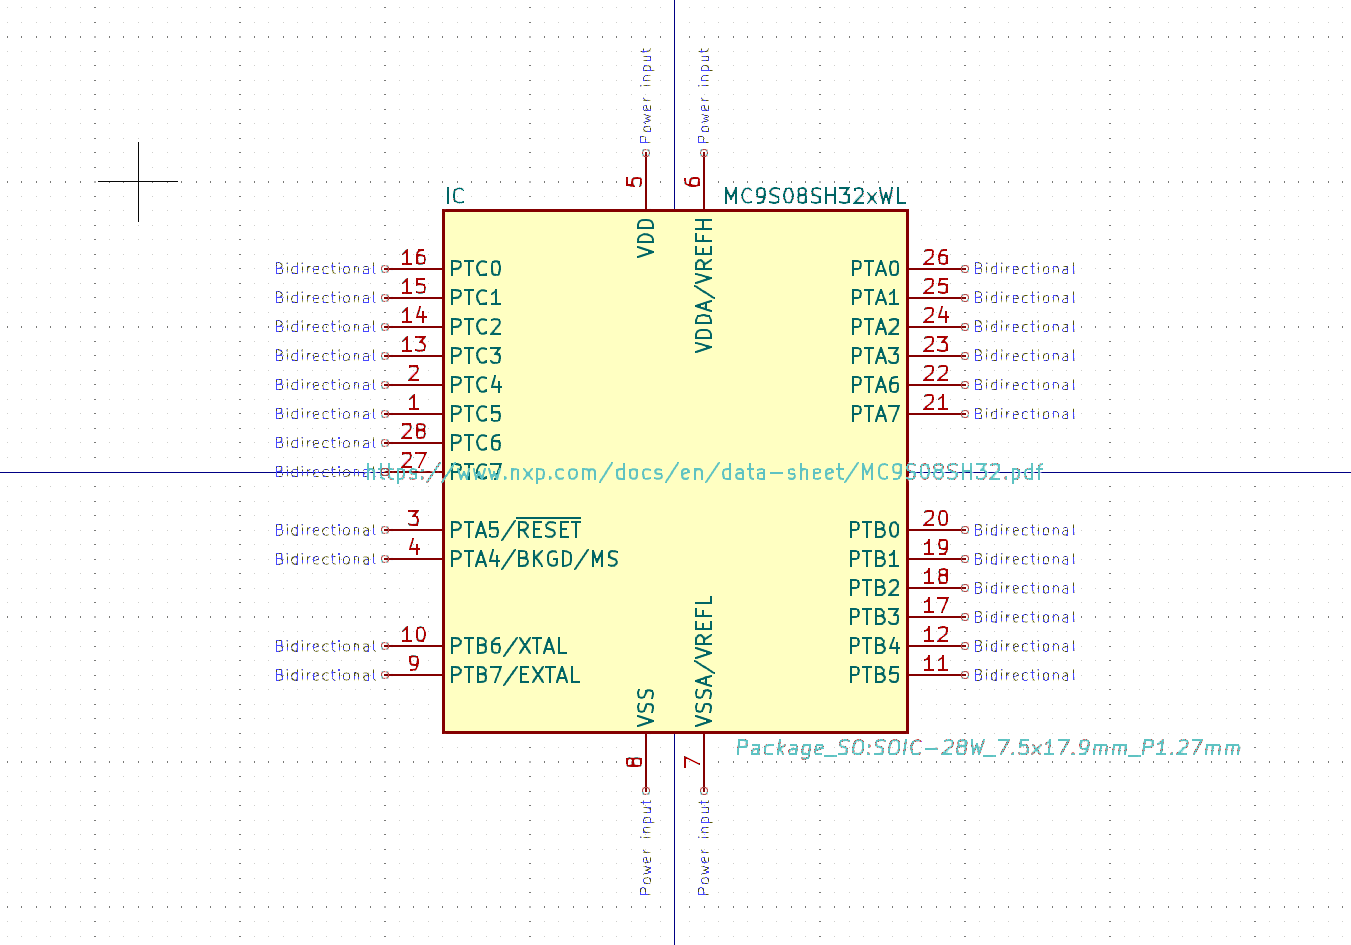 Power input
Power input
5
6
IC
MC9S08SH32xWL
VDD
VDDA/VREFH
Bidirectional 16 PTC0
PTA0 26 Bidirectional
Bidirectional 15 PTC1
PTA1 25 Bidirectional
Bidirectional 14 PTC2
PTA2 24 Bidirectional
Bidirectional 13 PTC3
PTA3 23 Bidirectional
Bidirectional 2 PTC4
PTA6 22 Bidirectional
Bidirectional 1 PTC5
PTA7 21 Bidirectional
Bidirectional 28 PTC6
Bidirectional 27 PTC7
https://www.nxp.com/docs/en/data-sheet/MC9S08SH32.pdf
Bidirectional 3 PTA5/RESET
PTB0 20 Bidirectional
Bidirectional 4 PTA4/BKGD/MS
PTB1 19 Bidirectional
PTB2 18 Bidirectional
PTB3 17 Bidirectional
Bidirectional 10 PTB6/XTAL
PTB4 12 Bidirectional
Bidirectional 9 PTB7/EXTAL
PTB5 11 Bidirectional
VSS
VSSA/VREFL
Package_SO:SOIC-28W_7.5x17.9mm_P1.27mm
8
7
Power input
Power input